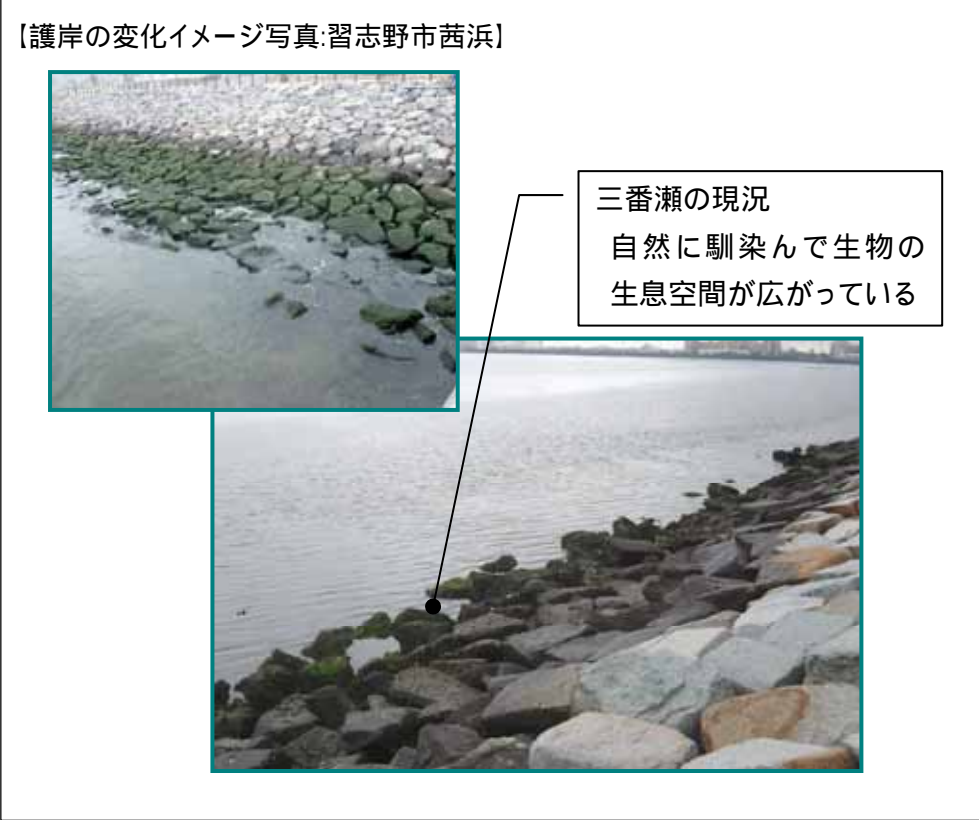 【護岸の変化イメージ写真:習志野市茜浜】
三番瀬の現況
自然に馴染んで生物の
生息空間が広がっている